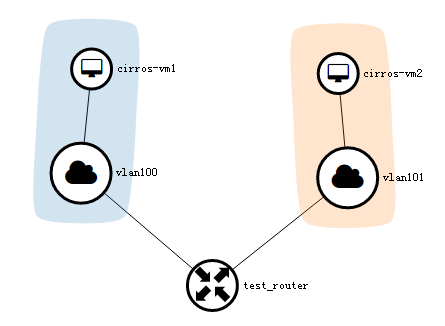 cirros-vm1
cirros-vm2
vlan100
vlan101
test_router